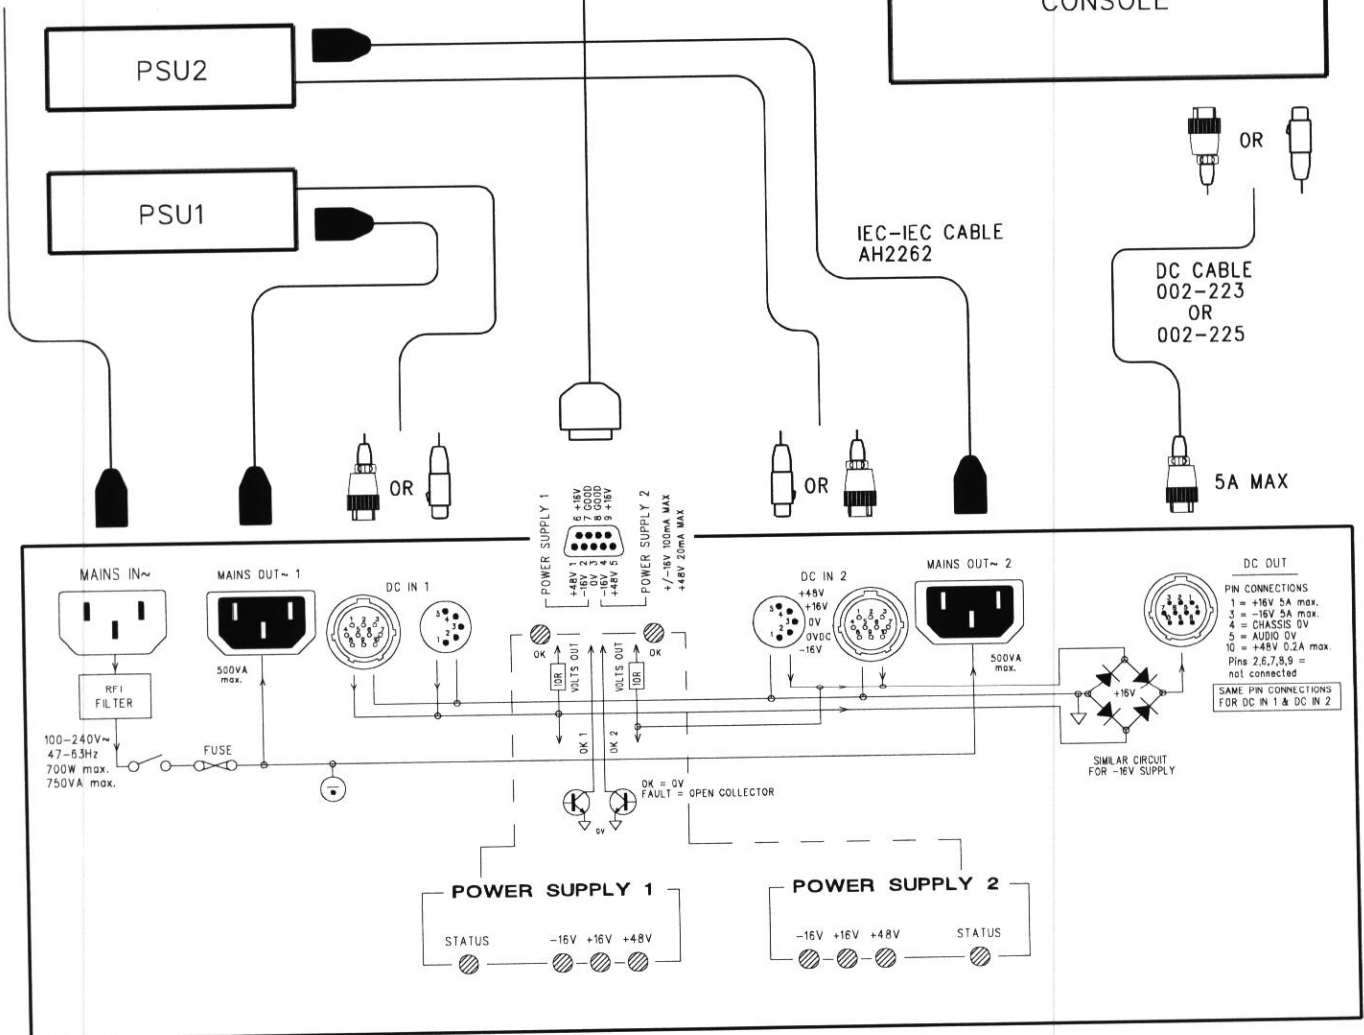 CONSOLE
PSU2
PSU1
OR
IEC-IEC CABLE
AH2262
DC CABLE
002-223
OR
002-225
OR
OR
5A MAX
POWER SUPPLY 1
6 +16V
7 GOOD
8 GOOD
9 +16V
+48V 1
-16V 2
0V 3
-16V 4
+48V 5
POWER SUPPLY 2
+/-16V 100mA MAX
+48V 20mA MAX
MAINS IN~
MAINS OUT~ 1
DC IN 1
DC IN 2
+48V
+16V
0V
0VDC
-16V
MAINS OUT~ 2
DC OUT
PIN CONNECTIONS
1 = +16V 5A max.
3 = -16V 5A max.
4 = CHASSIS 0V
5 = AUDIO 0V
10 = +48V 0.2A max.
Pins 2,6,7,8,9 =
not connected
SAME PIN CONNECTIONS
FOR DC IN 1 & DC IN 2
OK
OK
500VA
max.
500VA
max.
10R
VOLTS OUT
VOLTS OUT
10R
RFI
FILTER
+16V
100-240V~
47-63Hz
700W max.
750VA max.
FUSE
OK 1
OK 2
SIMILAR CIRCUIT
FOR -16V SUPPLY
OK = 0V
FAULT = OPEN COLLECTOR
0V
POWER SUPPLY 1
STATUS -16V +16V +48V
POWER SUPPLY 2
-16V +16V +48V STATUS